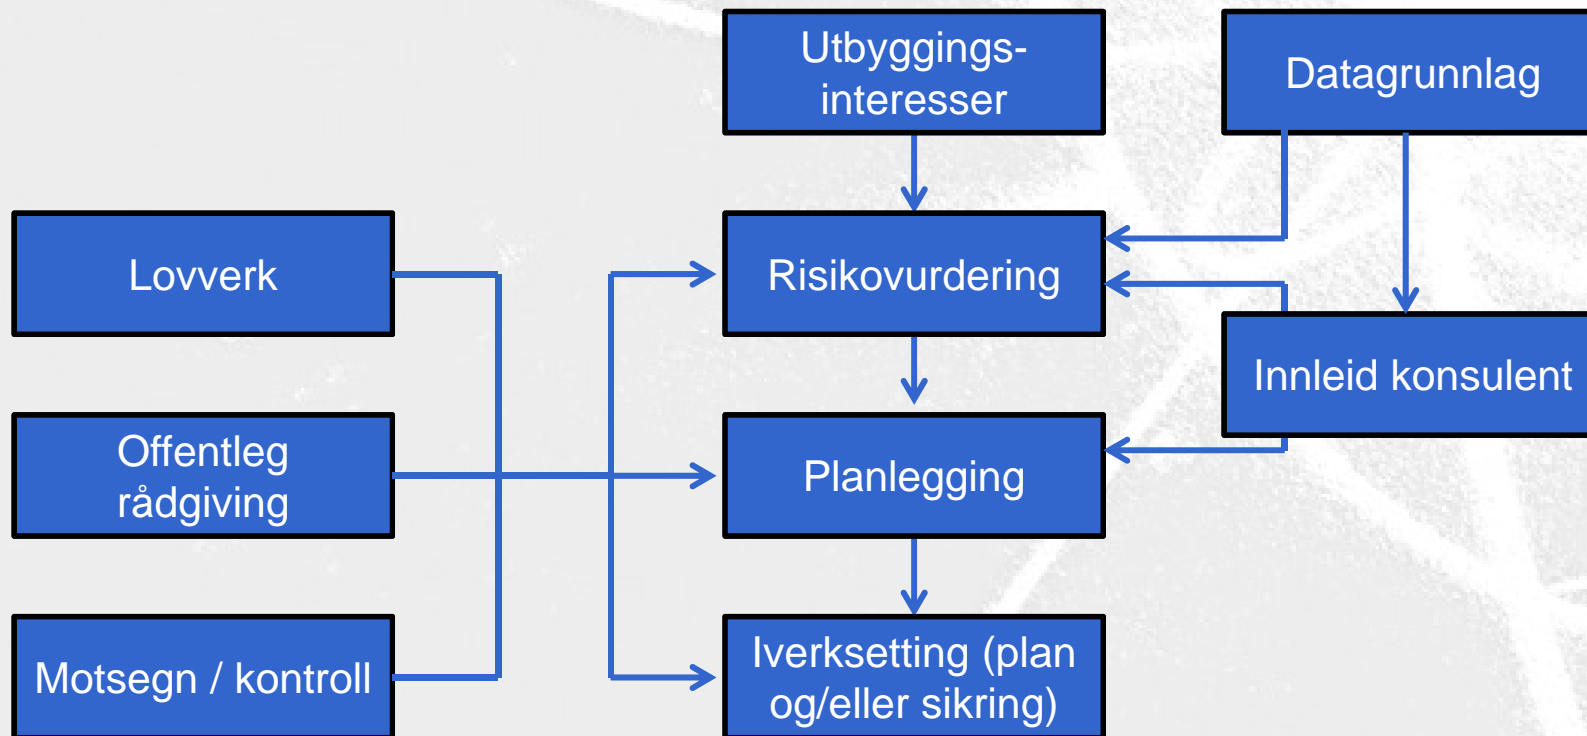 Utbyggings-
interesser
Datagrunnlag
Lovverk
Risikovurdering
Innleid konsulent
Offentleg
rådgiving
Planlegging
Motsegn / kontroll
Iverksetting (plan
og/eller sikring)